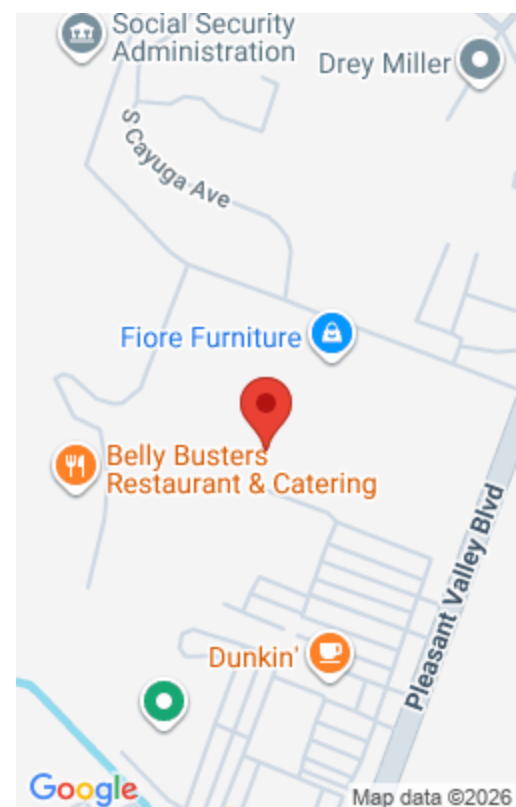 Social Security
Administration
Drey Miller
S Cayuga Ave
Fiore Furniture
Belly Busters
Restaurant & Catering
Pleasant Valley Blvd
Dunkin'
Google
Map data ©2026